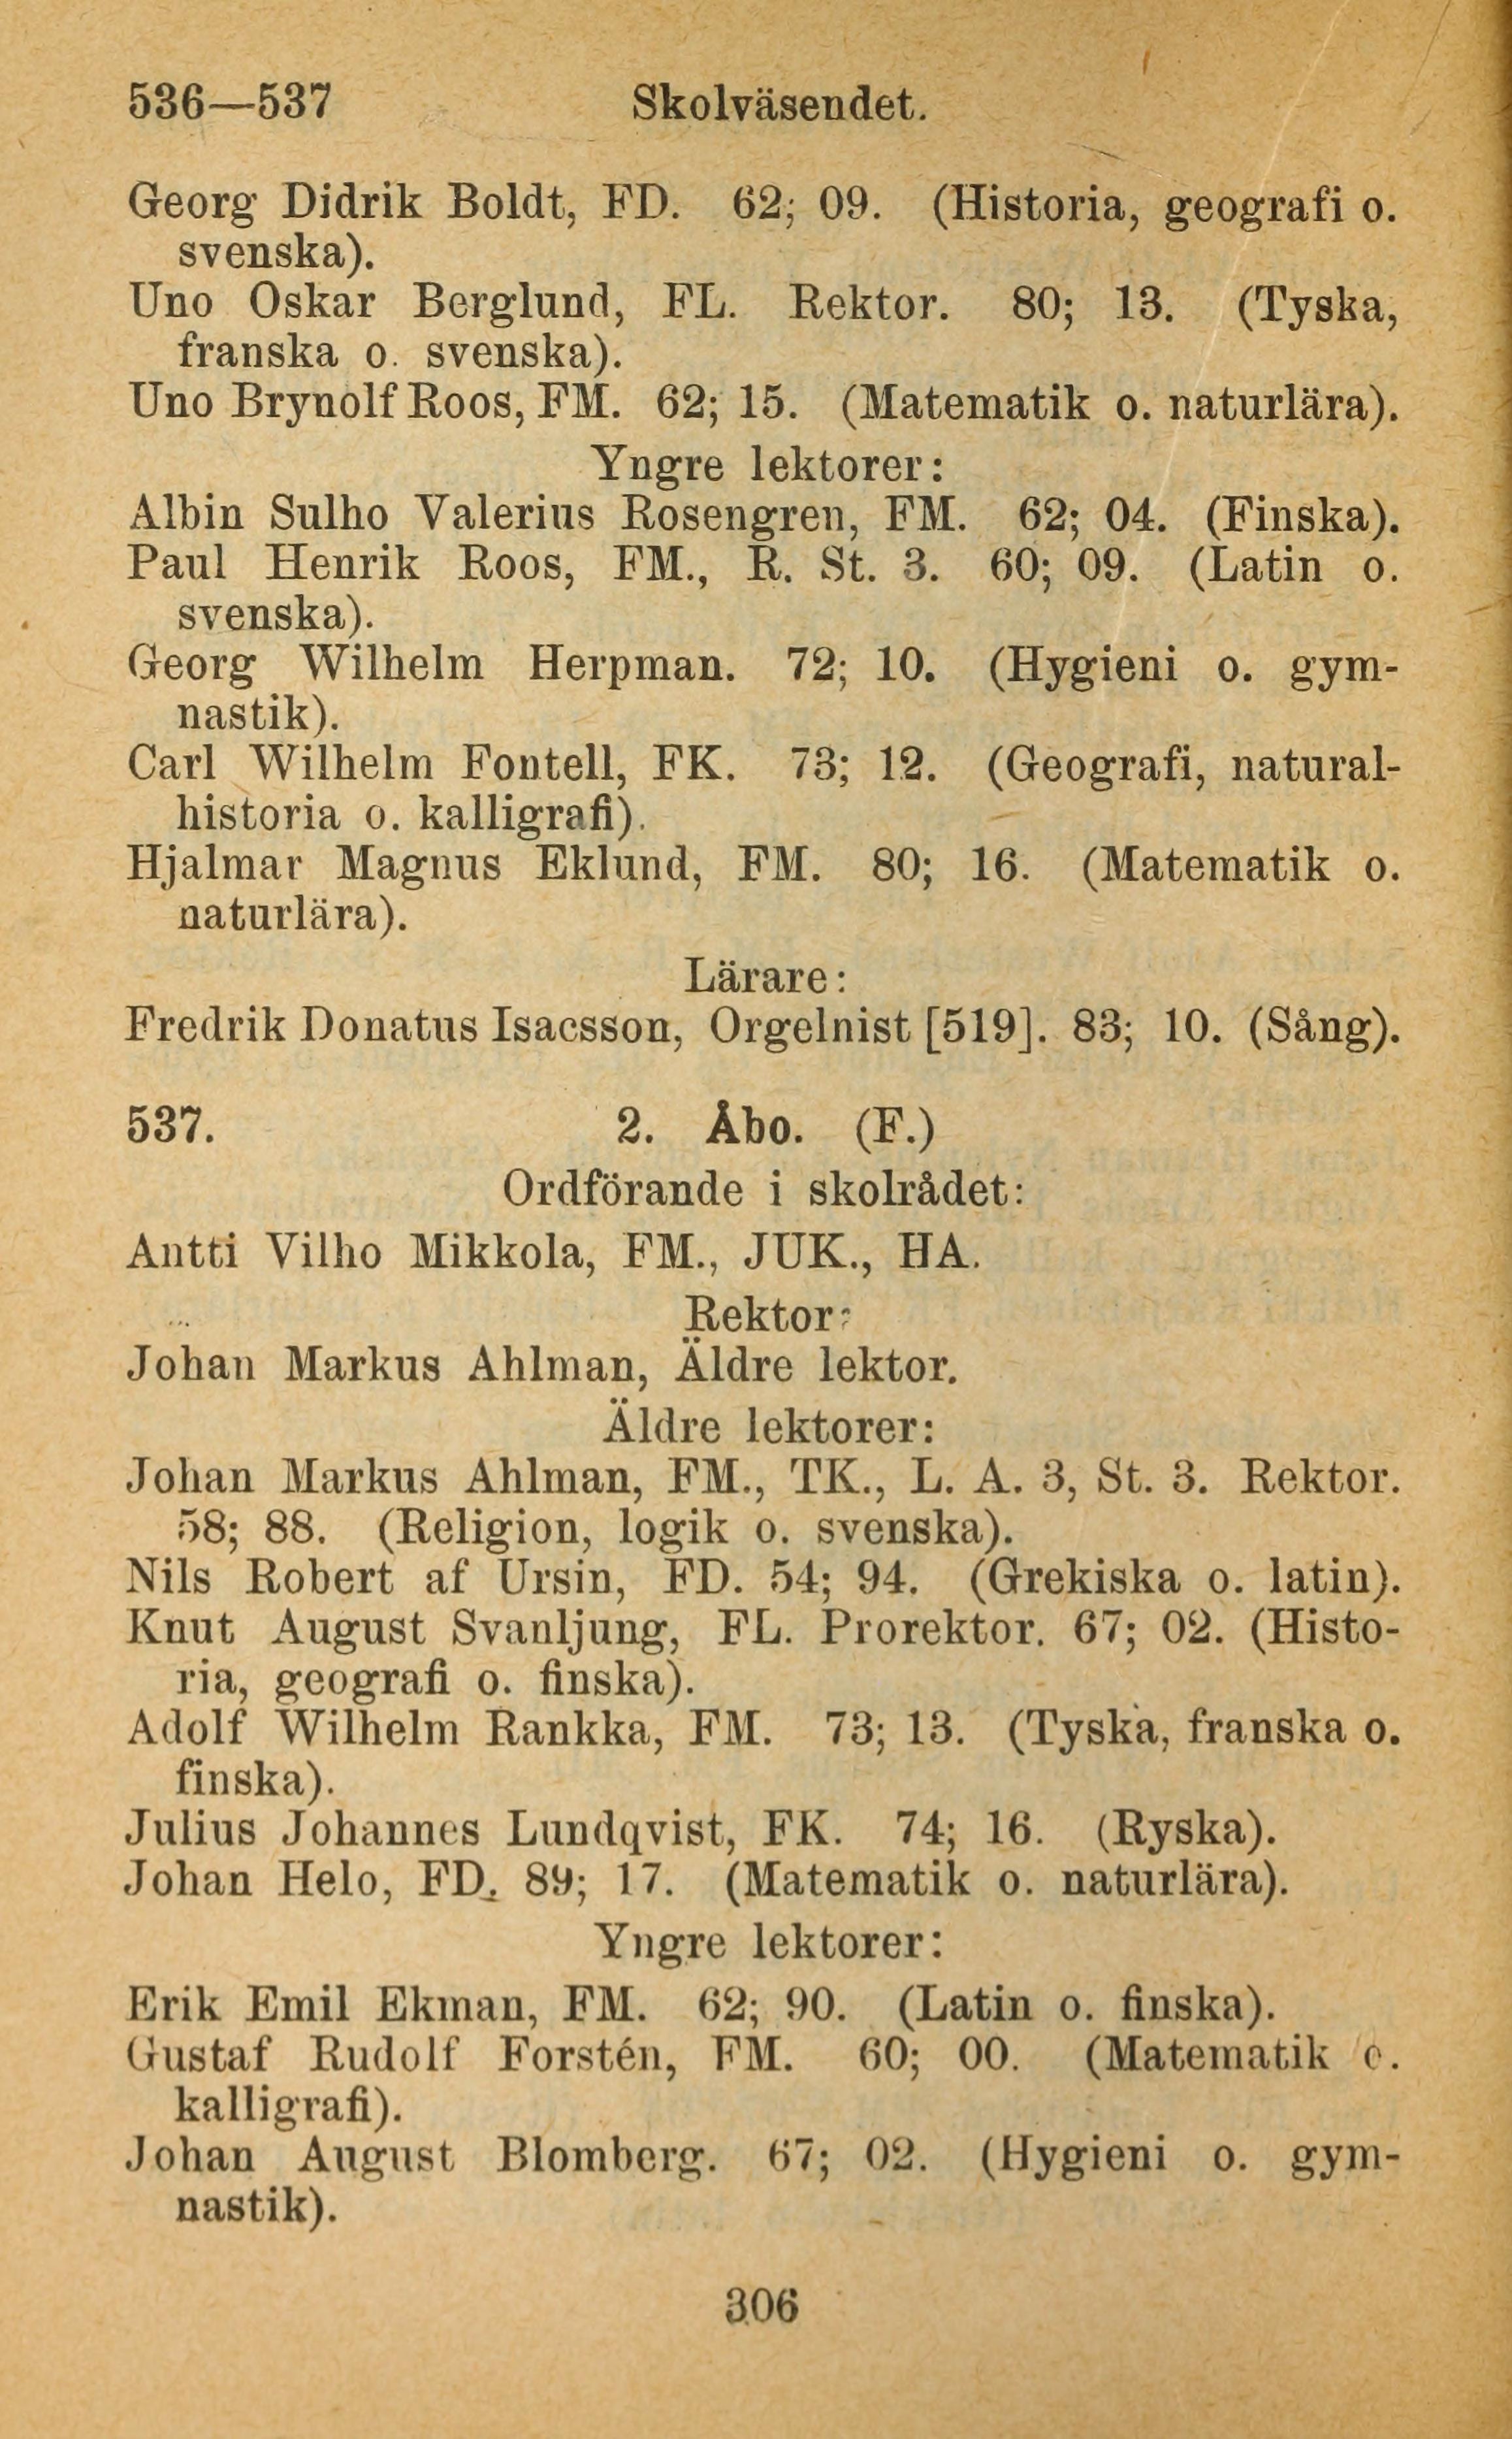 536—537 Skolväsendet.
Georg Didrik Boldt, FD. 62; 09. (Historia, geografi o.
svenska).
Uno Oskar Berglund, FL. Rektor. 80; 13. (Tyska,
franska o. svenska).
Uno Brynolf Roos, FM. 62; 15. (Matematik o. naturlära).
Yngre lektorer:
Albin Sulho Valerius Rosengren, FM. 62; 04. (Finska).
Paul Henrik Roos, FM., R. St. 3. 60; 09. (Latin o.
svenska).
Georg Wilhelm Herpman. 72; 10. (Hygieni o. gym-
nastik).
Carl Wilhelm Fontell, FK. 73; 12. (Geografi, natural-
historia o. kalligrafi).
Hjalmar Magnus Eklund, FM. 80; 16. (Matematik o.
naturlära).
Lärare:
Fredrik Donatus Isacsson, Orgelnist [519]. 83; 10. (Sång).
537. 2. Åbo. (F.)
Ordförande i skolrådet:
Antti Vilho Mikkola, FM., JUK., HA.
Rektor:
Johan Markus Ahlman, Äldre lektor.
Äldre lektorer:
Johan Markus Ahlman, FM., TK., L. A. 3, St. 3. Rektor.
58; 88. (Religion, logik o. svenska).
Nils Robert af Ursin, FD. 54; 94. (Grekiska o. latin).
Knut August Svanljung, FL. Prorektor. 67; 02. (Histo-
ria, geografi o. finska).
Adolf Wilhelm Rankka, FM. 73; 13. (Tyska, franska o.
finska).
Julius Johannes Lundqvist, FK. 74; 16. (Ryska).
Johan Helo, FD. 89; 17. (Matematik o. naturlära).
Yngre lektorer:
Erik Emil Ekman, FM. 62; 90. (Latin o. finska).
Gustaf Rudolf Forstén, FM. 60; 00. (Matematik o.
kalligrafi).
Johan August Blomberg. 67; 02. (Hygieni o. gym-
nastik).
306